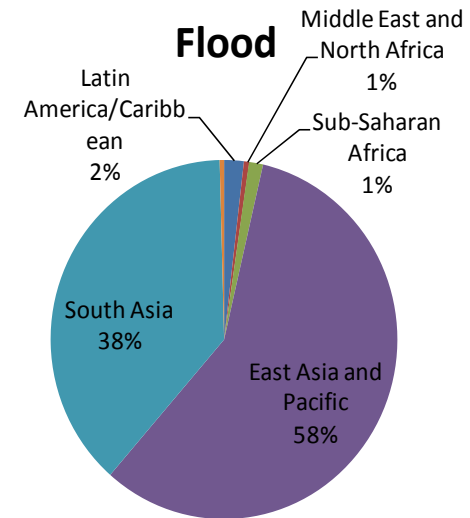 Flood
Latin
America/Caribb
ean
2%
Middle East and
North Africa
1%
Sub-Saharan
Africa
1%
South Asia
38%
East Asia and
Pacific
58%